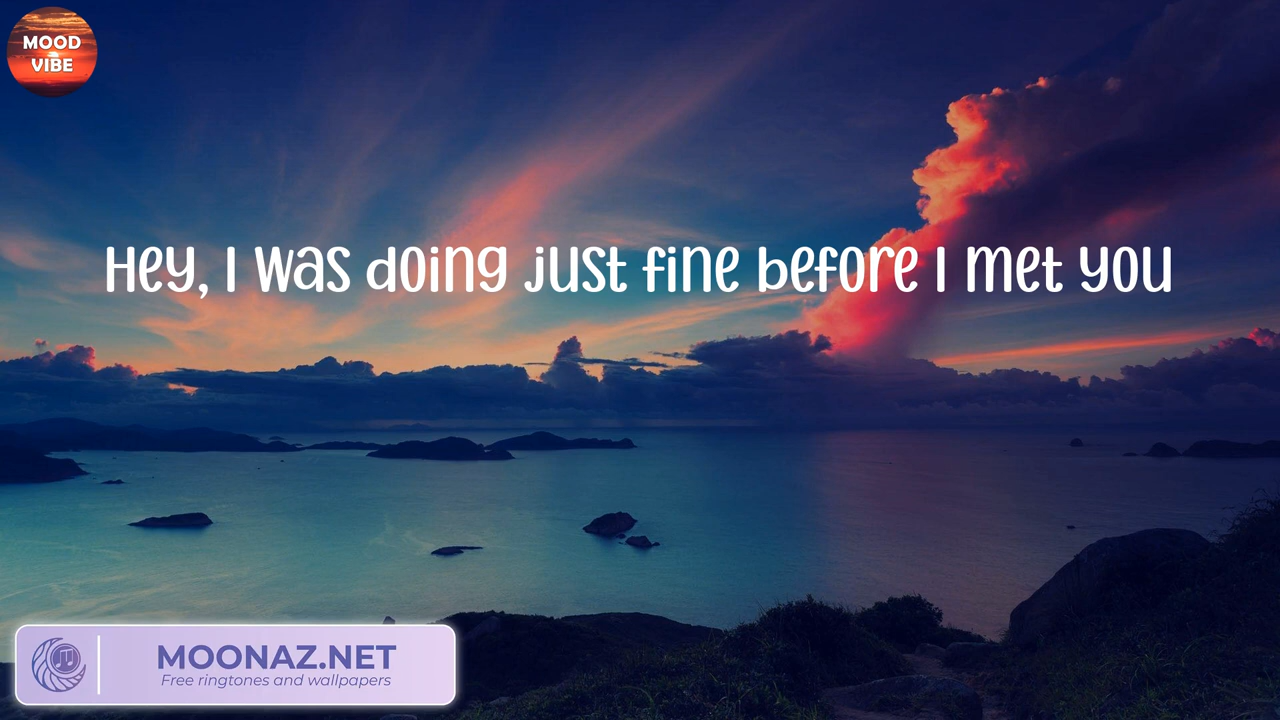 MOOD
VIBE
Hey, I was doing just fine before I met you
MOONAZ.NET
Free ringtones and wallpapers